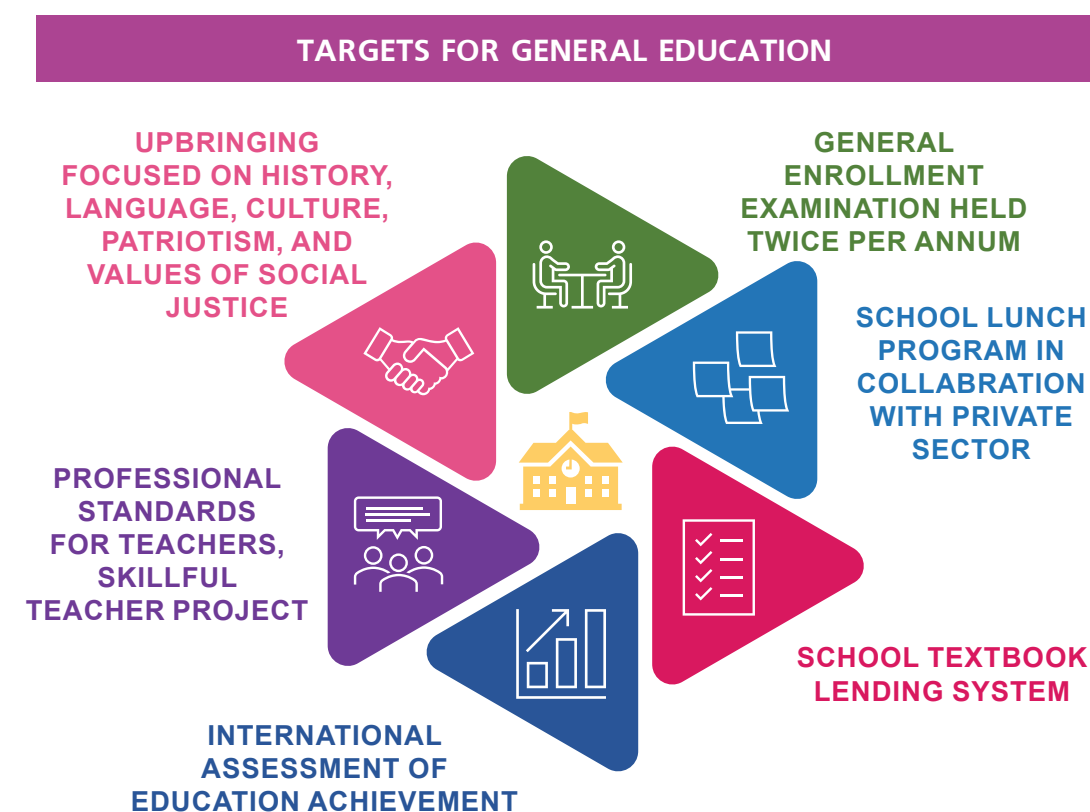 TARGETS FOR GENERAL EDUCATION
UPBRINGING
FOCUSED ON HISTORY,
LANGUAGE, CULTURE,
PATRIOTISM, AND
VALUES OF SOCIAL
JUSTICE
GENERAL
ENROLLMENT
EXAMINATION HELD
TWICE PER ANNUM
SCHOOL LUNCH
PROGRAM IN
COLLABRATION
WITH PRIVATE
SECTOR
PROFESSIONAL
STANDARDS
FOR TEACHERS,
SKILLFUL
TEACHER PROJECT
SCHOOL TEXTBOOK
LENDING SYSTEM
INTERNATIONAL
ASSESSMENT OF
EDUCATION ACHIEVEMENT